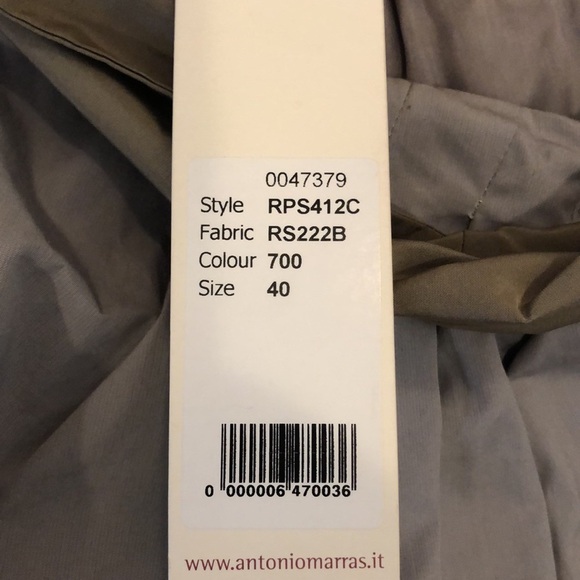 0047379
Style RPS412C
Fabric RS222B
Colour 700
Size 40
0 000006 470036
www.antoniomarras.it